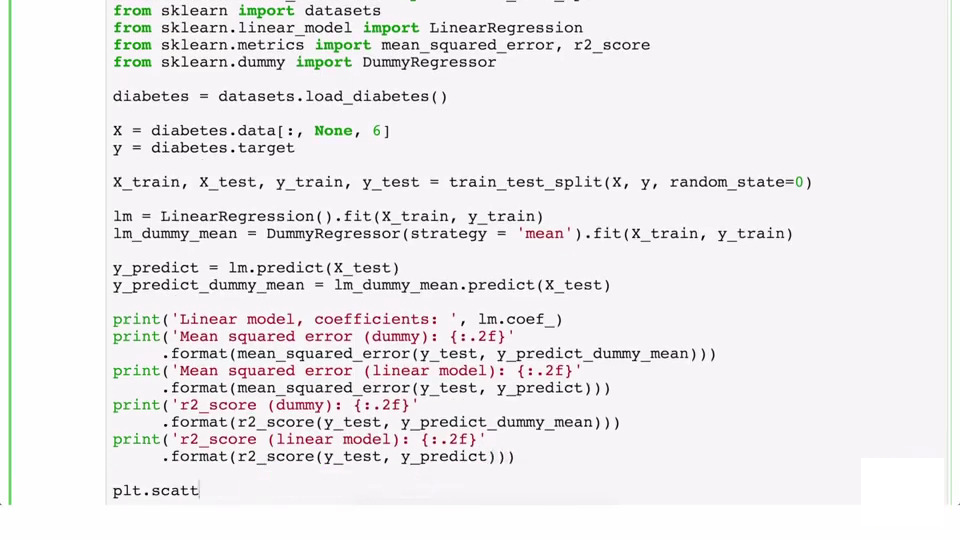 from sklearn import datasets
from sklearn.linear_model import LinearRegression
from sklearn.metrics import mean_squared_error, r2_score
from sklearn.dummy import DummyRegressor
diabetes = datasets.load_diabetes()
X = diabetes.data[:, None, 6]
y = diabetes.target
X_train, X_test, y_train, y_test = train_test_split(X, y, random_state=0)
lm = LinearRegression().fit(X_train, y_train)
lm_dummy_mean = DummyRegressor(strategy = 'mean').fit(X_train, y_train)
y_predict = lm.predict(X_test)
y_predict_dummy_mean = lm_dummy_mean.predict(X_test)
print('Linear model, coefficients: ', lm.coef_)
print('Mean squared error (dummy): {:.2f}'
.format(mean_squared_error(y_test, y_predict_dummy_mean)))
print('Mean squared error (linear model): {:.2f}'
.format(mean_squared_error(y_test, y_predict)))
print('r2_score (dummy): {:.2f}'
.format(r2_score(y_test, y_predict_dummy_mean)))
print('r2_score (linear model): {:.2f}'
.format(r2_score(y_test, y_predict)))
plt.scatt